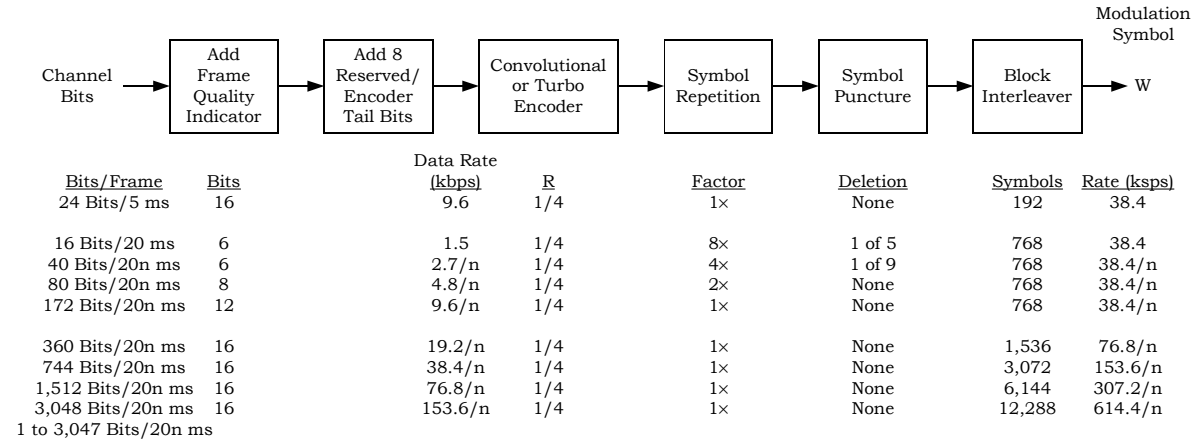 Modulation
Symbol
Channel
Bits
Add
Frame
Quality
Indicator
Add 8
Reserved/
Encoder
Tail Bits
Convolutional
or Turbo
Encoder
Symbol
Repetition
Symbol
Puncture
Block
Interleaver
W
Bits/Frame Bits Data Rate (kbps) R Factor Deletion Symbols Rate (ksps)
24 Bits/5 ms 16 9.6 1/4 1× None 192 38.4
16 Bits/20 ms 6 1.5 1/4 8× 1 of 5 768 38.4
40 Bits/20n ms 6 2.7/n 1/4 4× 1 of 9 768 38.4/n
80 Bits/20n ms 8 4.8/n 1/4 2× None 768 38.4/n
172 Bits/20n ms 12 9.6/n 1/4 1× None 768 38.4/n
360 Bits/20n ms 16 19.2/n 1/4 1× None 1,536 76.8/n
744 Bits/20n ms 16 38.4/n 1/4 1× None 3,072 153.6/n
1,512 Bits/20n ms 16 76.8/n 1/4 1× None 6,144 307.2/n
3,048 Bits/20n ms 16 153.6/n 1/4 1× None 12,288 614.4/n
1 to 3,047 Bits/20n ms